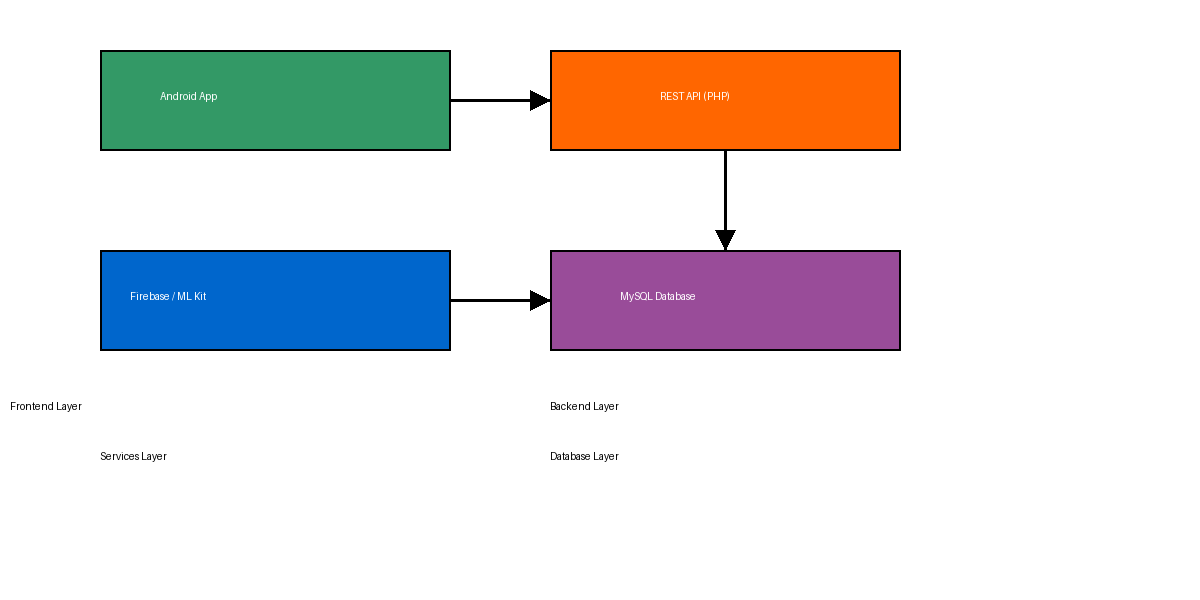 Android App
REST API (PHP)
Firebase / ML Kit
MySQL Database
Frontend Layer
Backend Layer
Services Layer
Database Layer